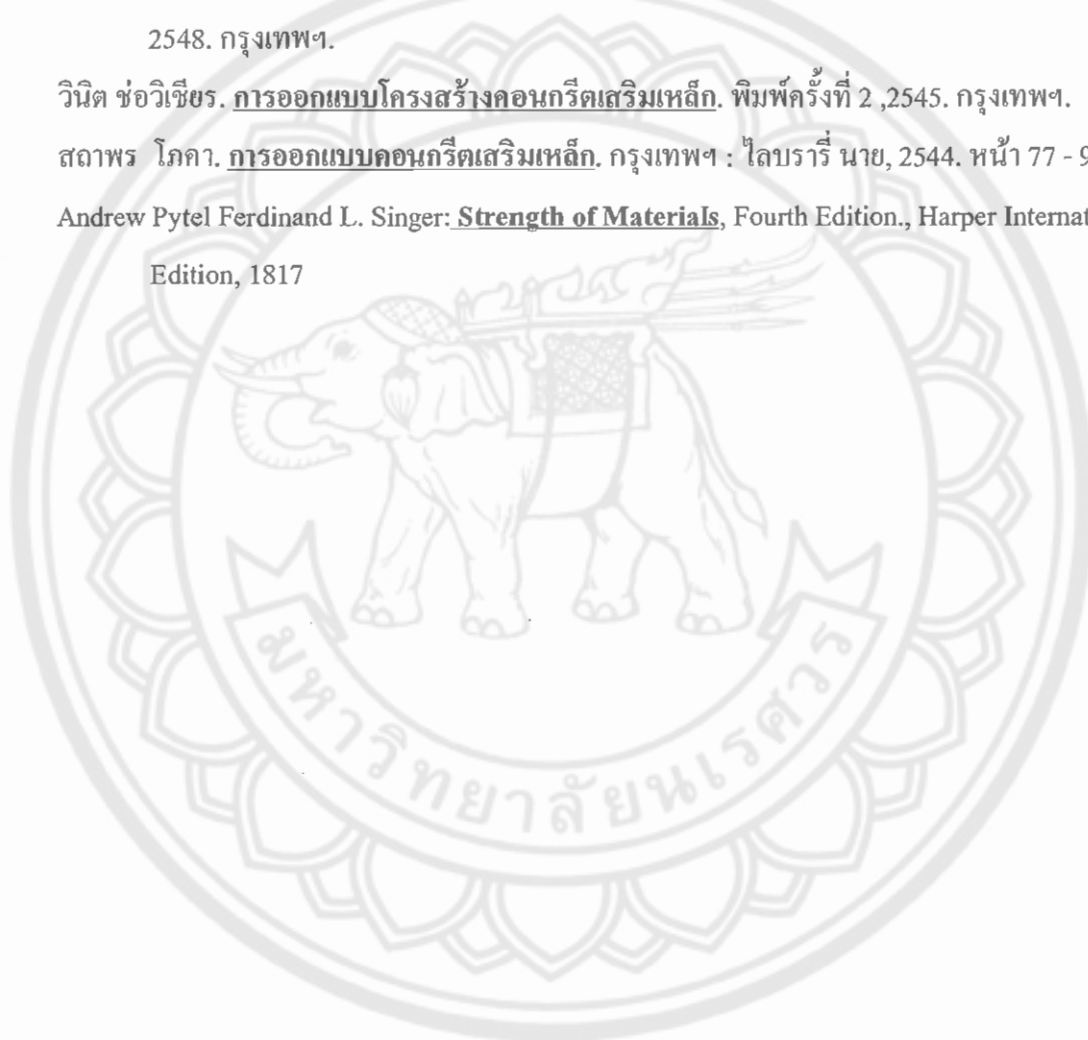 2548. กรุงเทพฯ.
วินิต ช่อวิเชียร. การออกแบบโครงสร้างคอนกรีตเสริมเหล็ก. พิมพ์ครั้งที่ 2 ,2545. กรุงเทพฯ.
สถาพร โภคา. การออกแบบคอนกรีตเสริมเหล็ก. กรุงเทพฯ : ไลบรารี่ นาย, 2544. หน้า 77 - 9
Andrew Pytel Ferdinand L. Singer: Strength of Materials, Fourth Edition., Harper Internat
Edition, 1817
มหาวิทยาลัยนเรศวร